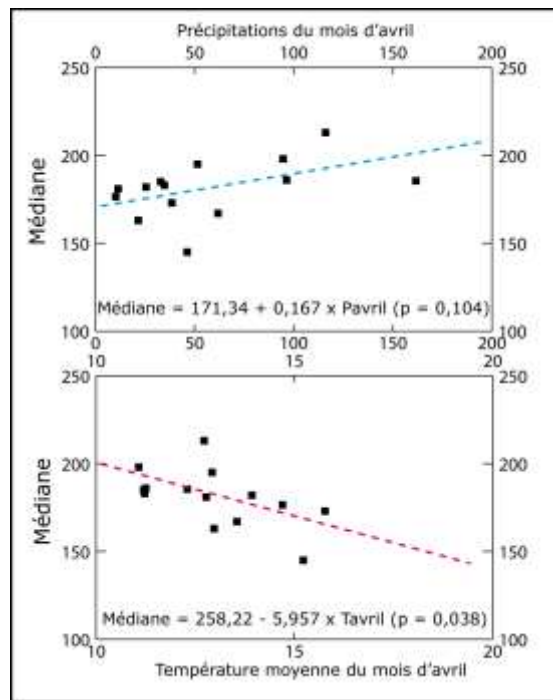 Précipitations du mois d'avril
0 50 100 150 200
250 250
200 200
150 150
100 100
Médiane
Médiane = 171,34 + 0,167 x Pavril (p = 0,104)
0 50 100 150 200
10 15 20
250 250
200 200
150 150
100 100
Médiane
Médiane = 258,22 - 5,957 x Tavril (p = 0,038)
10 15 20
Température moyenne du mois d'avril